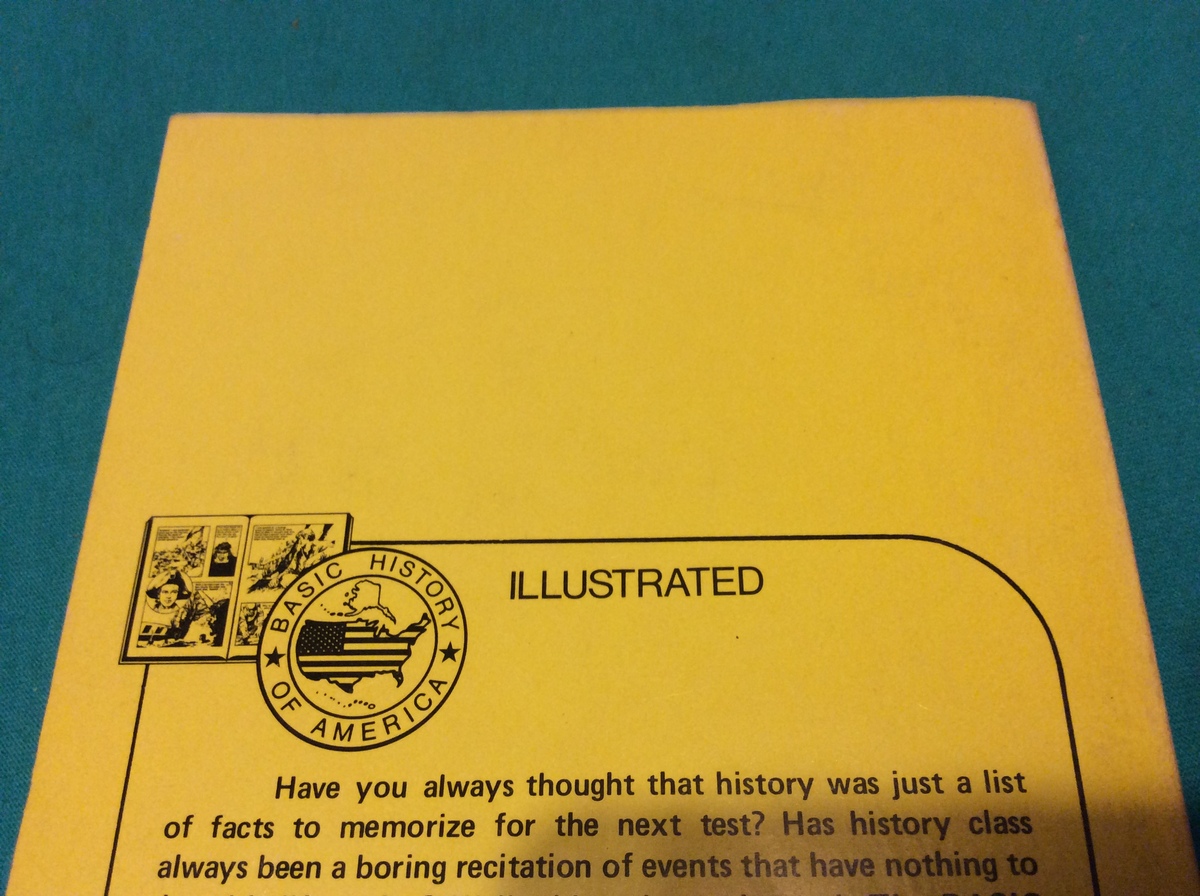 BASIC HISTORY
OF AMERICA
ILLUSTRATED
Have you always thought that history was just a list
of facts to memorize for the next test? Has history class
always been a boring recitation of events that have nothing to